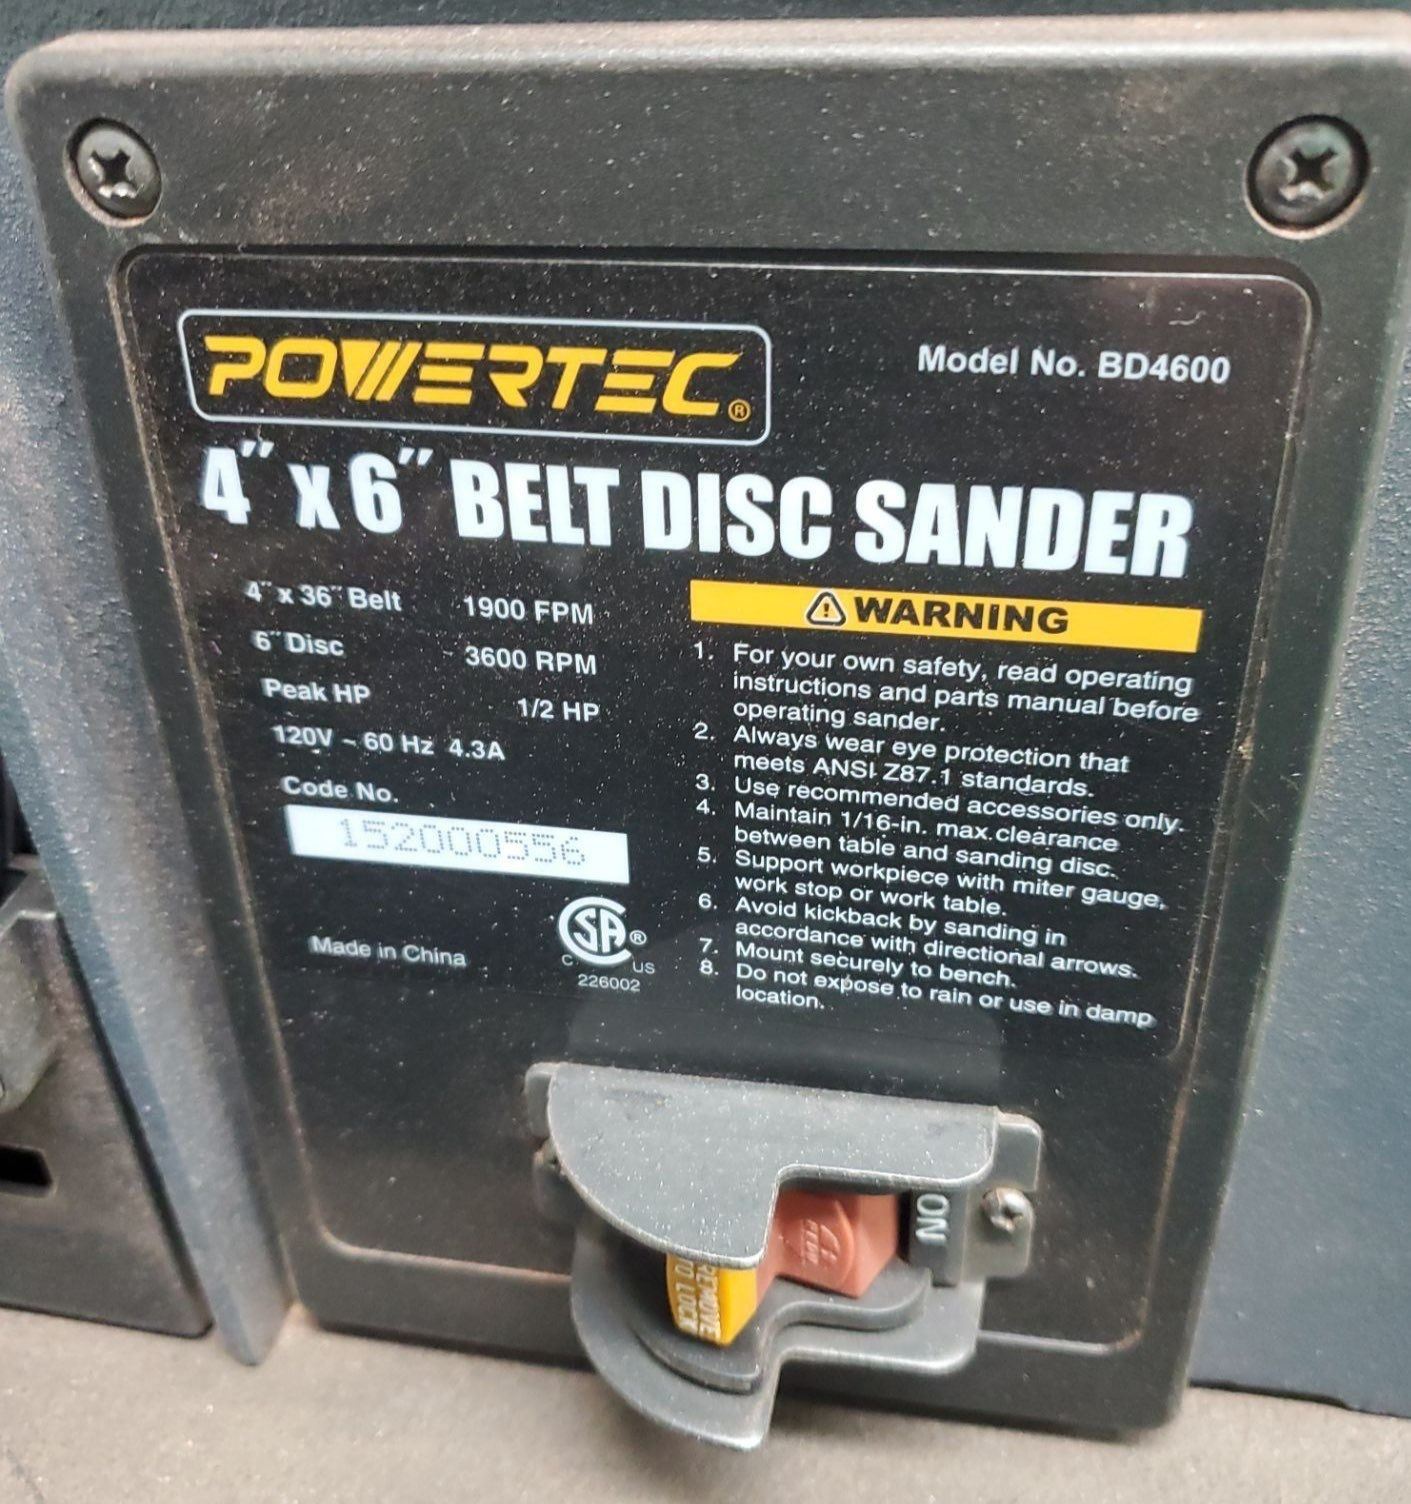 POWERTEC®
Model No. BD4600
4" x 6" BELT DISC SANDER
4" x 36" Belt 1900 FPM
6" Disc 3600 RPM
Peak HP 1/2 HP
120V ~ 60 Hz 4.3A
Code No.
152000556
Made in China
CSA®
C US
226002
⚠ WARNING
1. For your own safety, read operating
instructions and parts manual before
operating sander.
2. Always wear eye protection that
meets ANSI Z87.1 standards.
3. Use recommended accessories only.
4. Maintain 1/16-in. max.clearance
between table and sanding disc.
5. Support workpiece with miter gauge,
work stop or work table.
6. Avoid kickback by sanding in
accordance with directional arrows.
7. Mount securely to bench.
8. Do not expose to rain or use in damp
location.
ON
REMOVE
TO LOCK